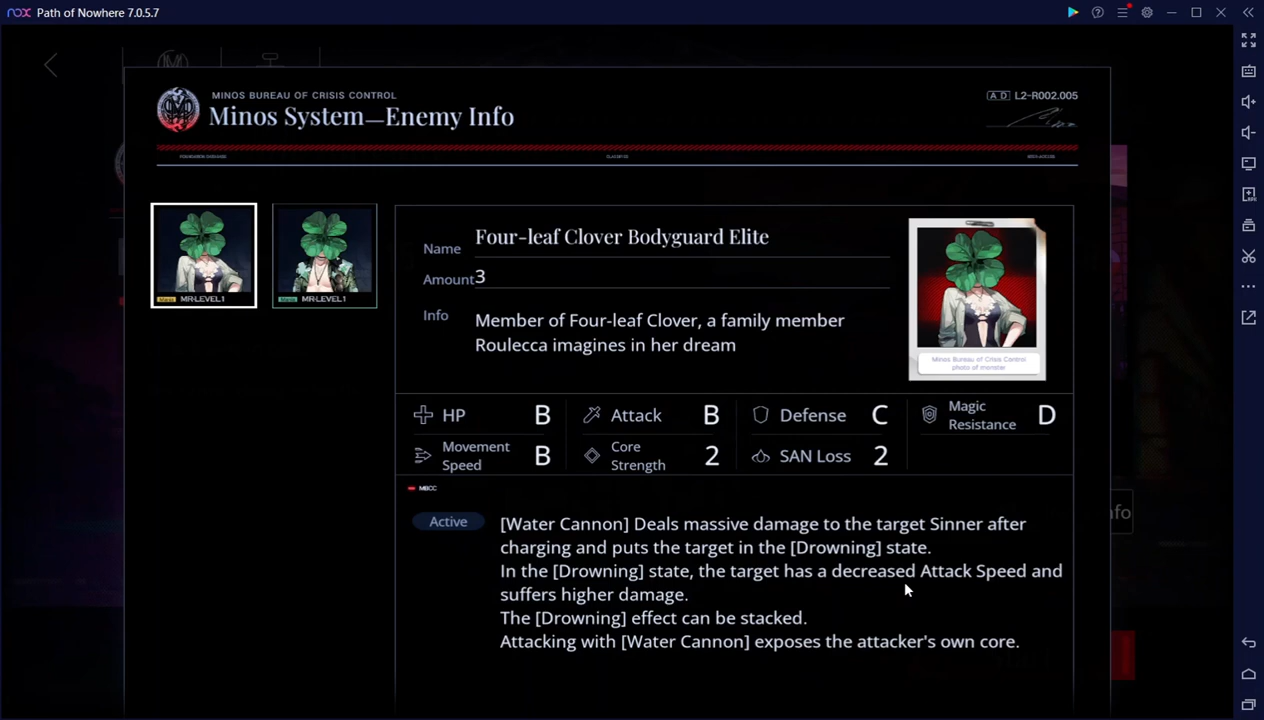 nox Path of Nowhere 7.0.5.7
MINOS BUREAU OF CRISIS CONTROL
Minos System—Enemy Info
AD L2-R002.005
MR-LEVEL1
MR-LEVEL1
Name Four-leaf Clover Bodyguard Elite
Amount 3
Info Member of Four-leaf Clover, a family member
Roulecca imagines in her dream
Minos Bureau of Crisis Control
photo of monster
HP B
Attack B
Defense C
Magic
Resistance D
Movement
Speed B
Core
Strength 2
SAN Loss 2
MBCC
Active
[Water Cannon] Deals massive damage to the target Sinner after
charging and puts the target in the [Drowning] state.
In the [Drowning] state, the target has a decreased Attack Speed and
suffers higher damage.
The [Drowning] effect can be stacked.
Attacking with [Water Cannon] exposes the attacker's own core.
nfo